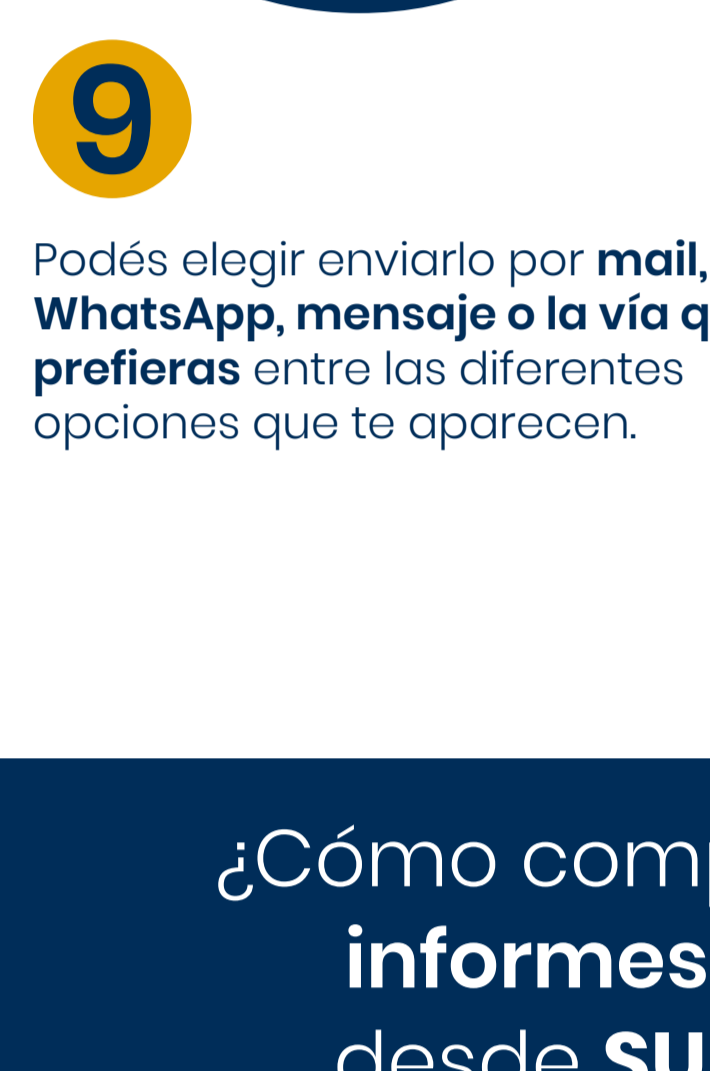 9
Podés elegir enviarlo por mail,
WhatsApp, mensaje o la vía q
prefieras entre las diferentes
opciones que te aparecen.
¿Cómo com
informes
desde SU